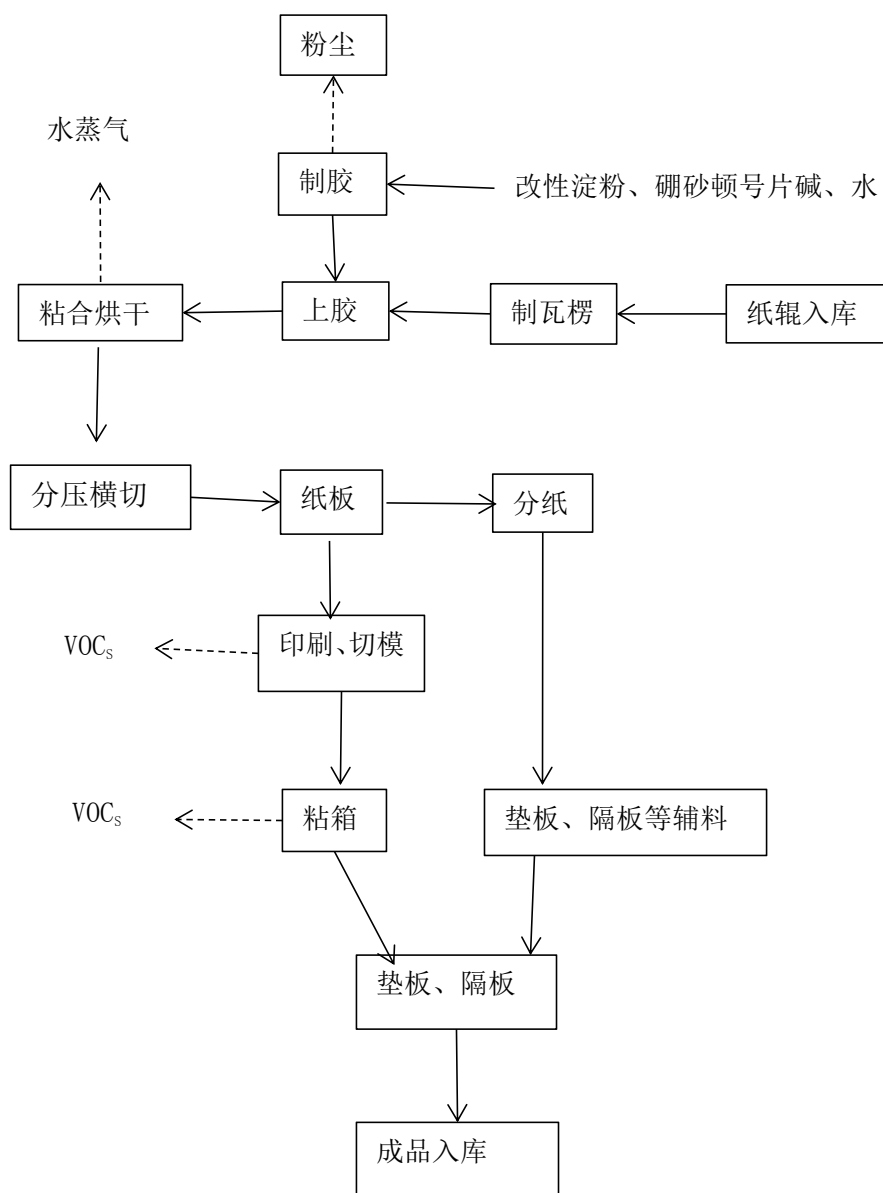 粉尘
水蒸气
制胶
改性淀粉、硼砂顿号片碱、水
粘合烘干
上胶
制瓦楞
纸辊入库
分压横切
纸板
分纸
VOCs
印刷、切模
VOCs
粘箱
垫板、隔板等辅料
垫板、隔板
成品入库